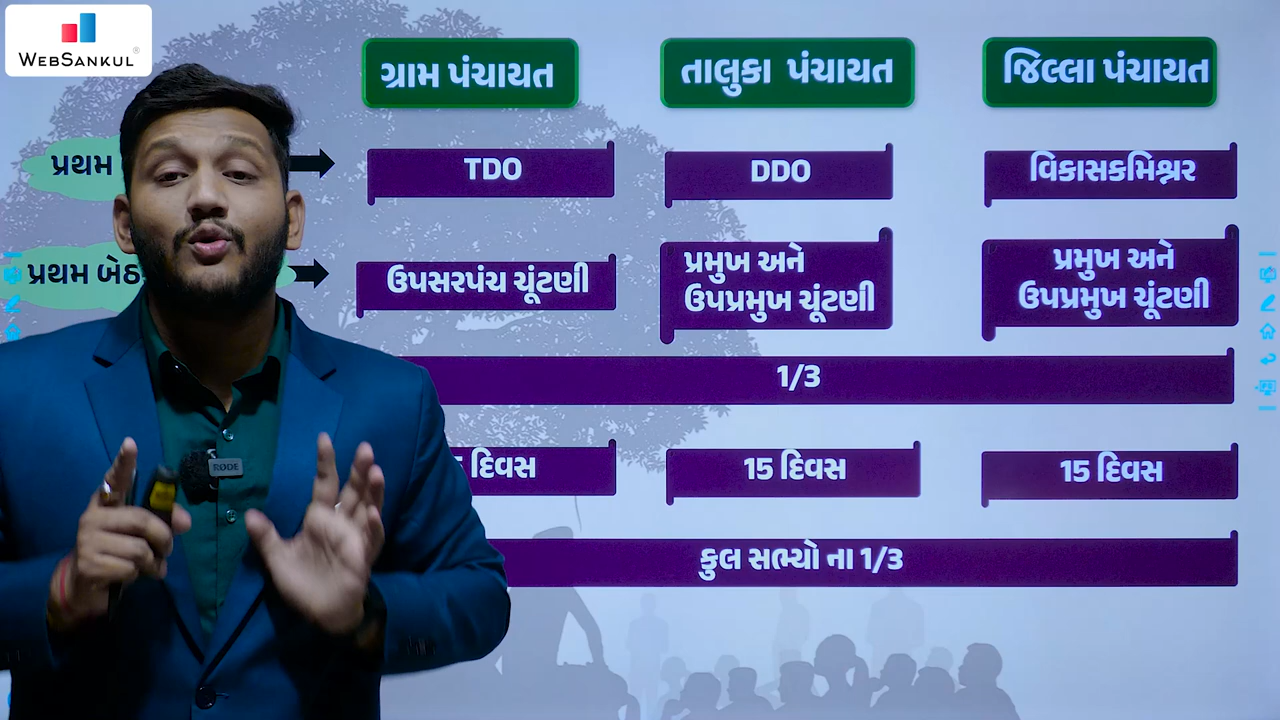 WEBSANKUL®
ગ્રામ પંચાયત
તાલુકા પંચાયત
જિલ્લા પંચાયત
પ્રથમ
TDO
DDO
વિકાસકમિશ્નર
પ્રથમ
ઉપસરપંચ ચૂંટણી
પ્રમુખ અને
ઉપપ્રમુખ ચૂંટણી
પ્રમુખ અને
ઉપપ્રમુખ ચૂંટણી
1/3
દિવસ
15 દિવસ
15 દિવસ
કુલ સભ્યો ના 1/3
RØDE